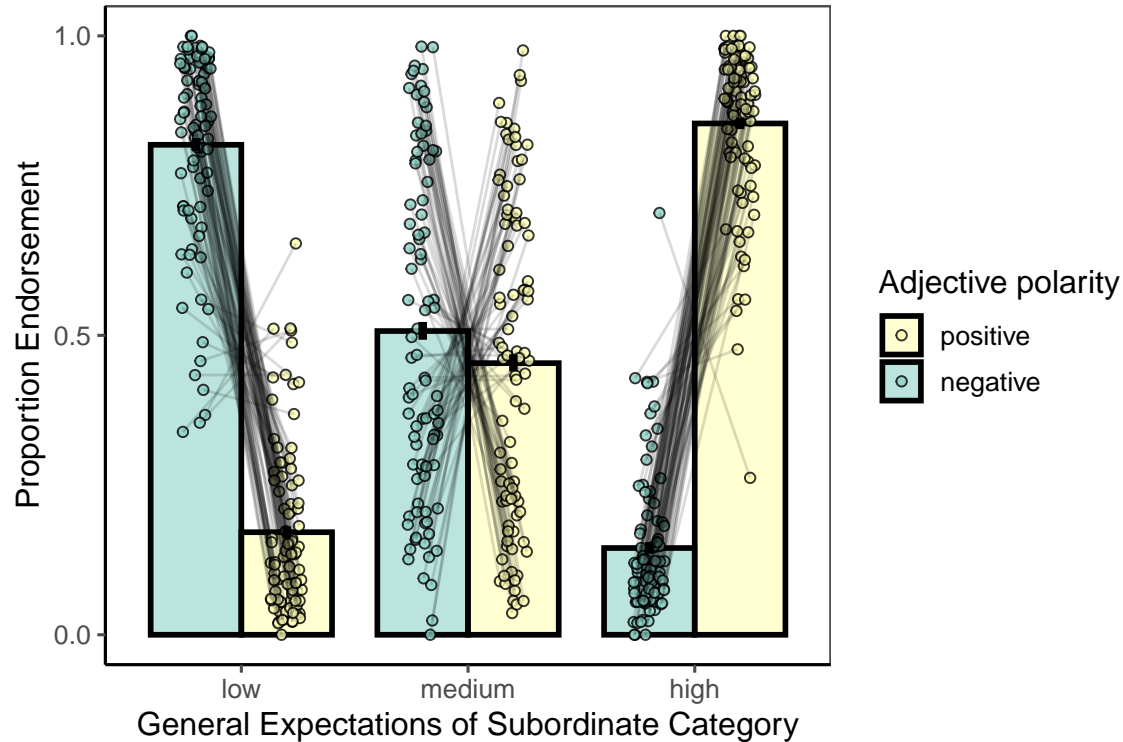 1.0
0.5
0.0
Proportion Endorsement
low
medium
high
General Expectations of Subordinate Category
Adjective polarity
positive
negative